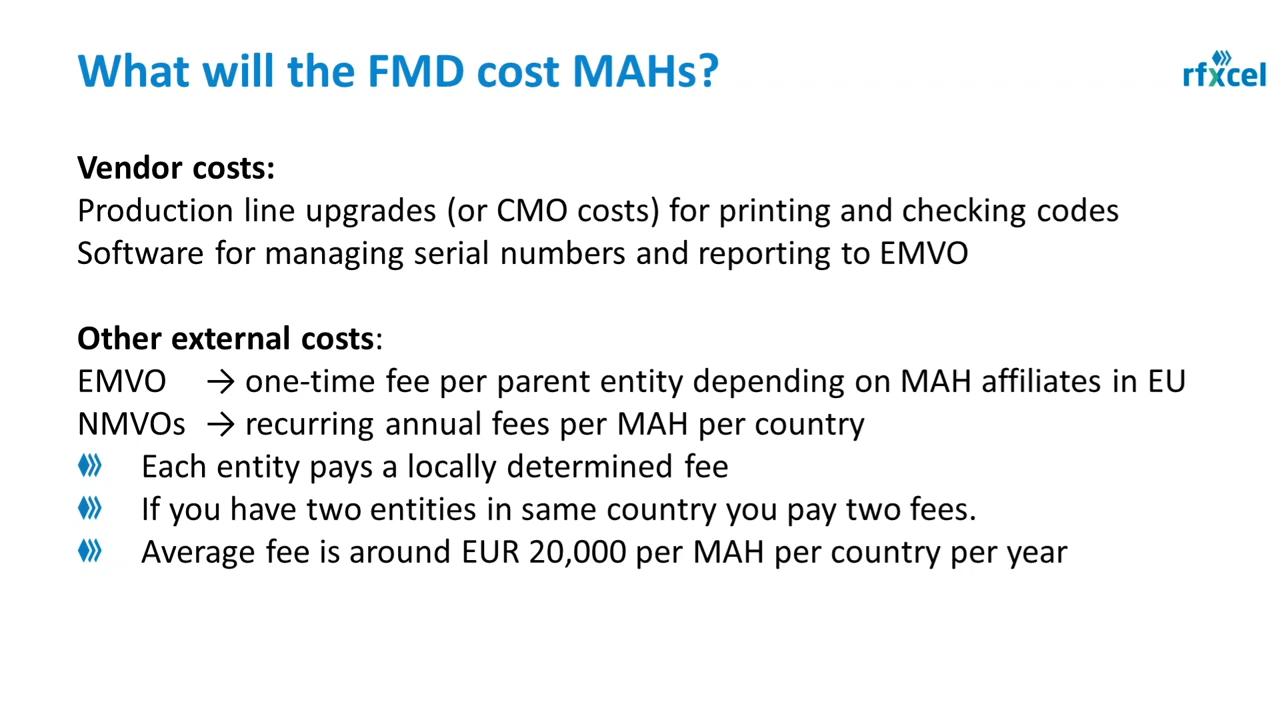 What will the FMD cost MAHs?
rfxcel
Vendor costs:
Production line upgrades (or CMO costs) for printing and checking codes
Software for managing serial numbers and reporting to EMVO
Other external costs:
EMVO → one-time fee per parent entity depending on MAH affiliates in EU
NMVOs → recurring annual fees per MAH per country
Each entity pays a locally determined fee
If you have two entities in same country you pay two fees.
Average fee is around EUR 20,000 per MAH per country per year